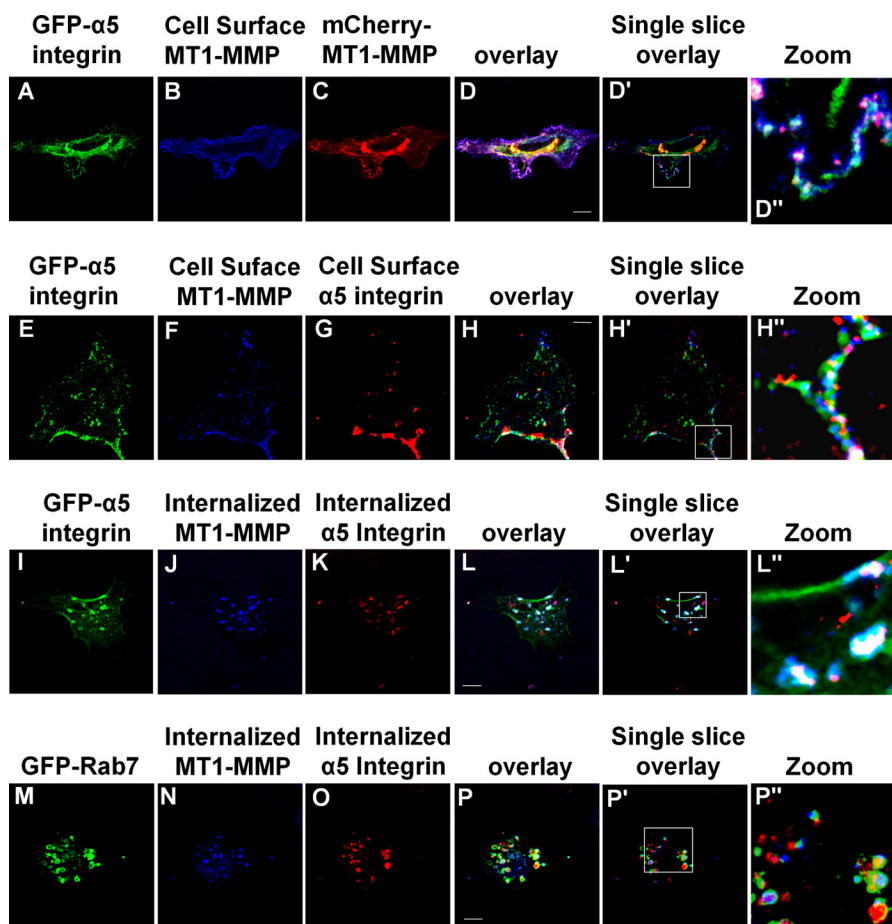 GFP-α5 Cell Surface mCherry- Single slice
integrin MT1-MMP MT1-MMP overlay overlay Zoom
A B C D D'
D"
GFP-α5 Cell Suface Cell Surface Single slice
integrin MT1-MMP α5 integrin overlay overlay Zoom
E F G H H' H"
GFP-α5 Internalized Internalized Single slice
integrin MT1-MMP α5 Integrin overlay overlay Zoom
I J K L L' L"
Internalized Internalized Single slice
GFP-Rab7 MT1-MMP α5 Integrin overlay overlay Zoom
M N O P P' P"